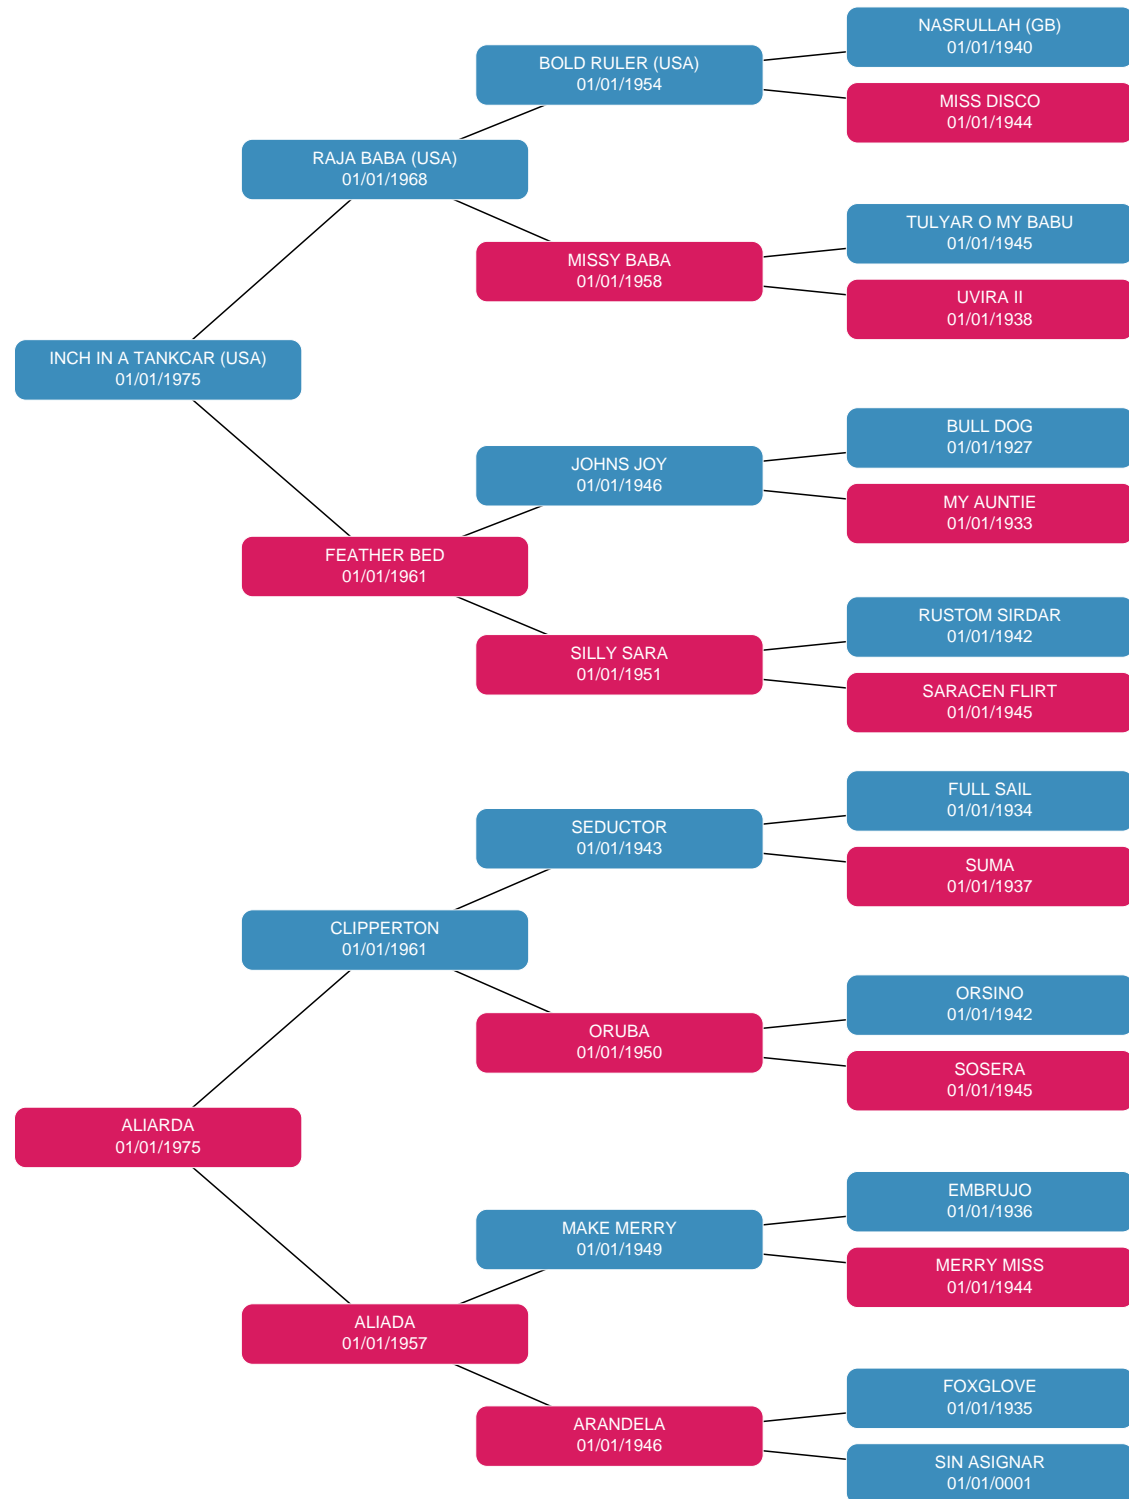 NASRULLAH (GB)
01/01/1940
BOLD RULER (USA)
01/01/1954
MISS DISCO
01/01/1944
RAJA BABA (USA)
01/01/1968
TULYAR O MY BABU
01/01/1945
MISSY BABA
01/01/1958
UVIRA II
01/01/1938
INCH IN A TANKCAR (USA)
01/01/1975
BULL DOG
01/01/1927
JOHNS JOY
01/01/1946
MY AUNTIE
01/01/1933
FEATHER BED
01/01/1961
RUSTOM SIRDAR
01/01/1942
SILLY SARA
01/01/1951
SARACEN FLIRT
01/01/1945
FULL SAIL
01/01/1934
SEDUCTOR
01/01/1943
SUMA
01/01/1937
CLIPPERTON
01/01/1961
ORSINO
01/01/1942
ORUBA
01/01/1950
SOSERA
01/01/1945
ALIARDA
01/01/1975
EMBRUJO
01/01/1936
MAKE MERRY
01/01/1949
MERRY MISS
01/01/1944
ALIADA
01/01/1957
FOXGLOVE
01/01/1935
ARANDELA
01/01/1946
SIN ASIGNAR
01/01/0001